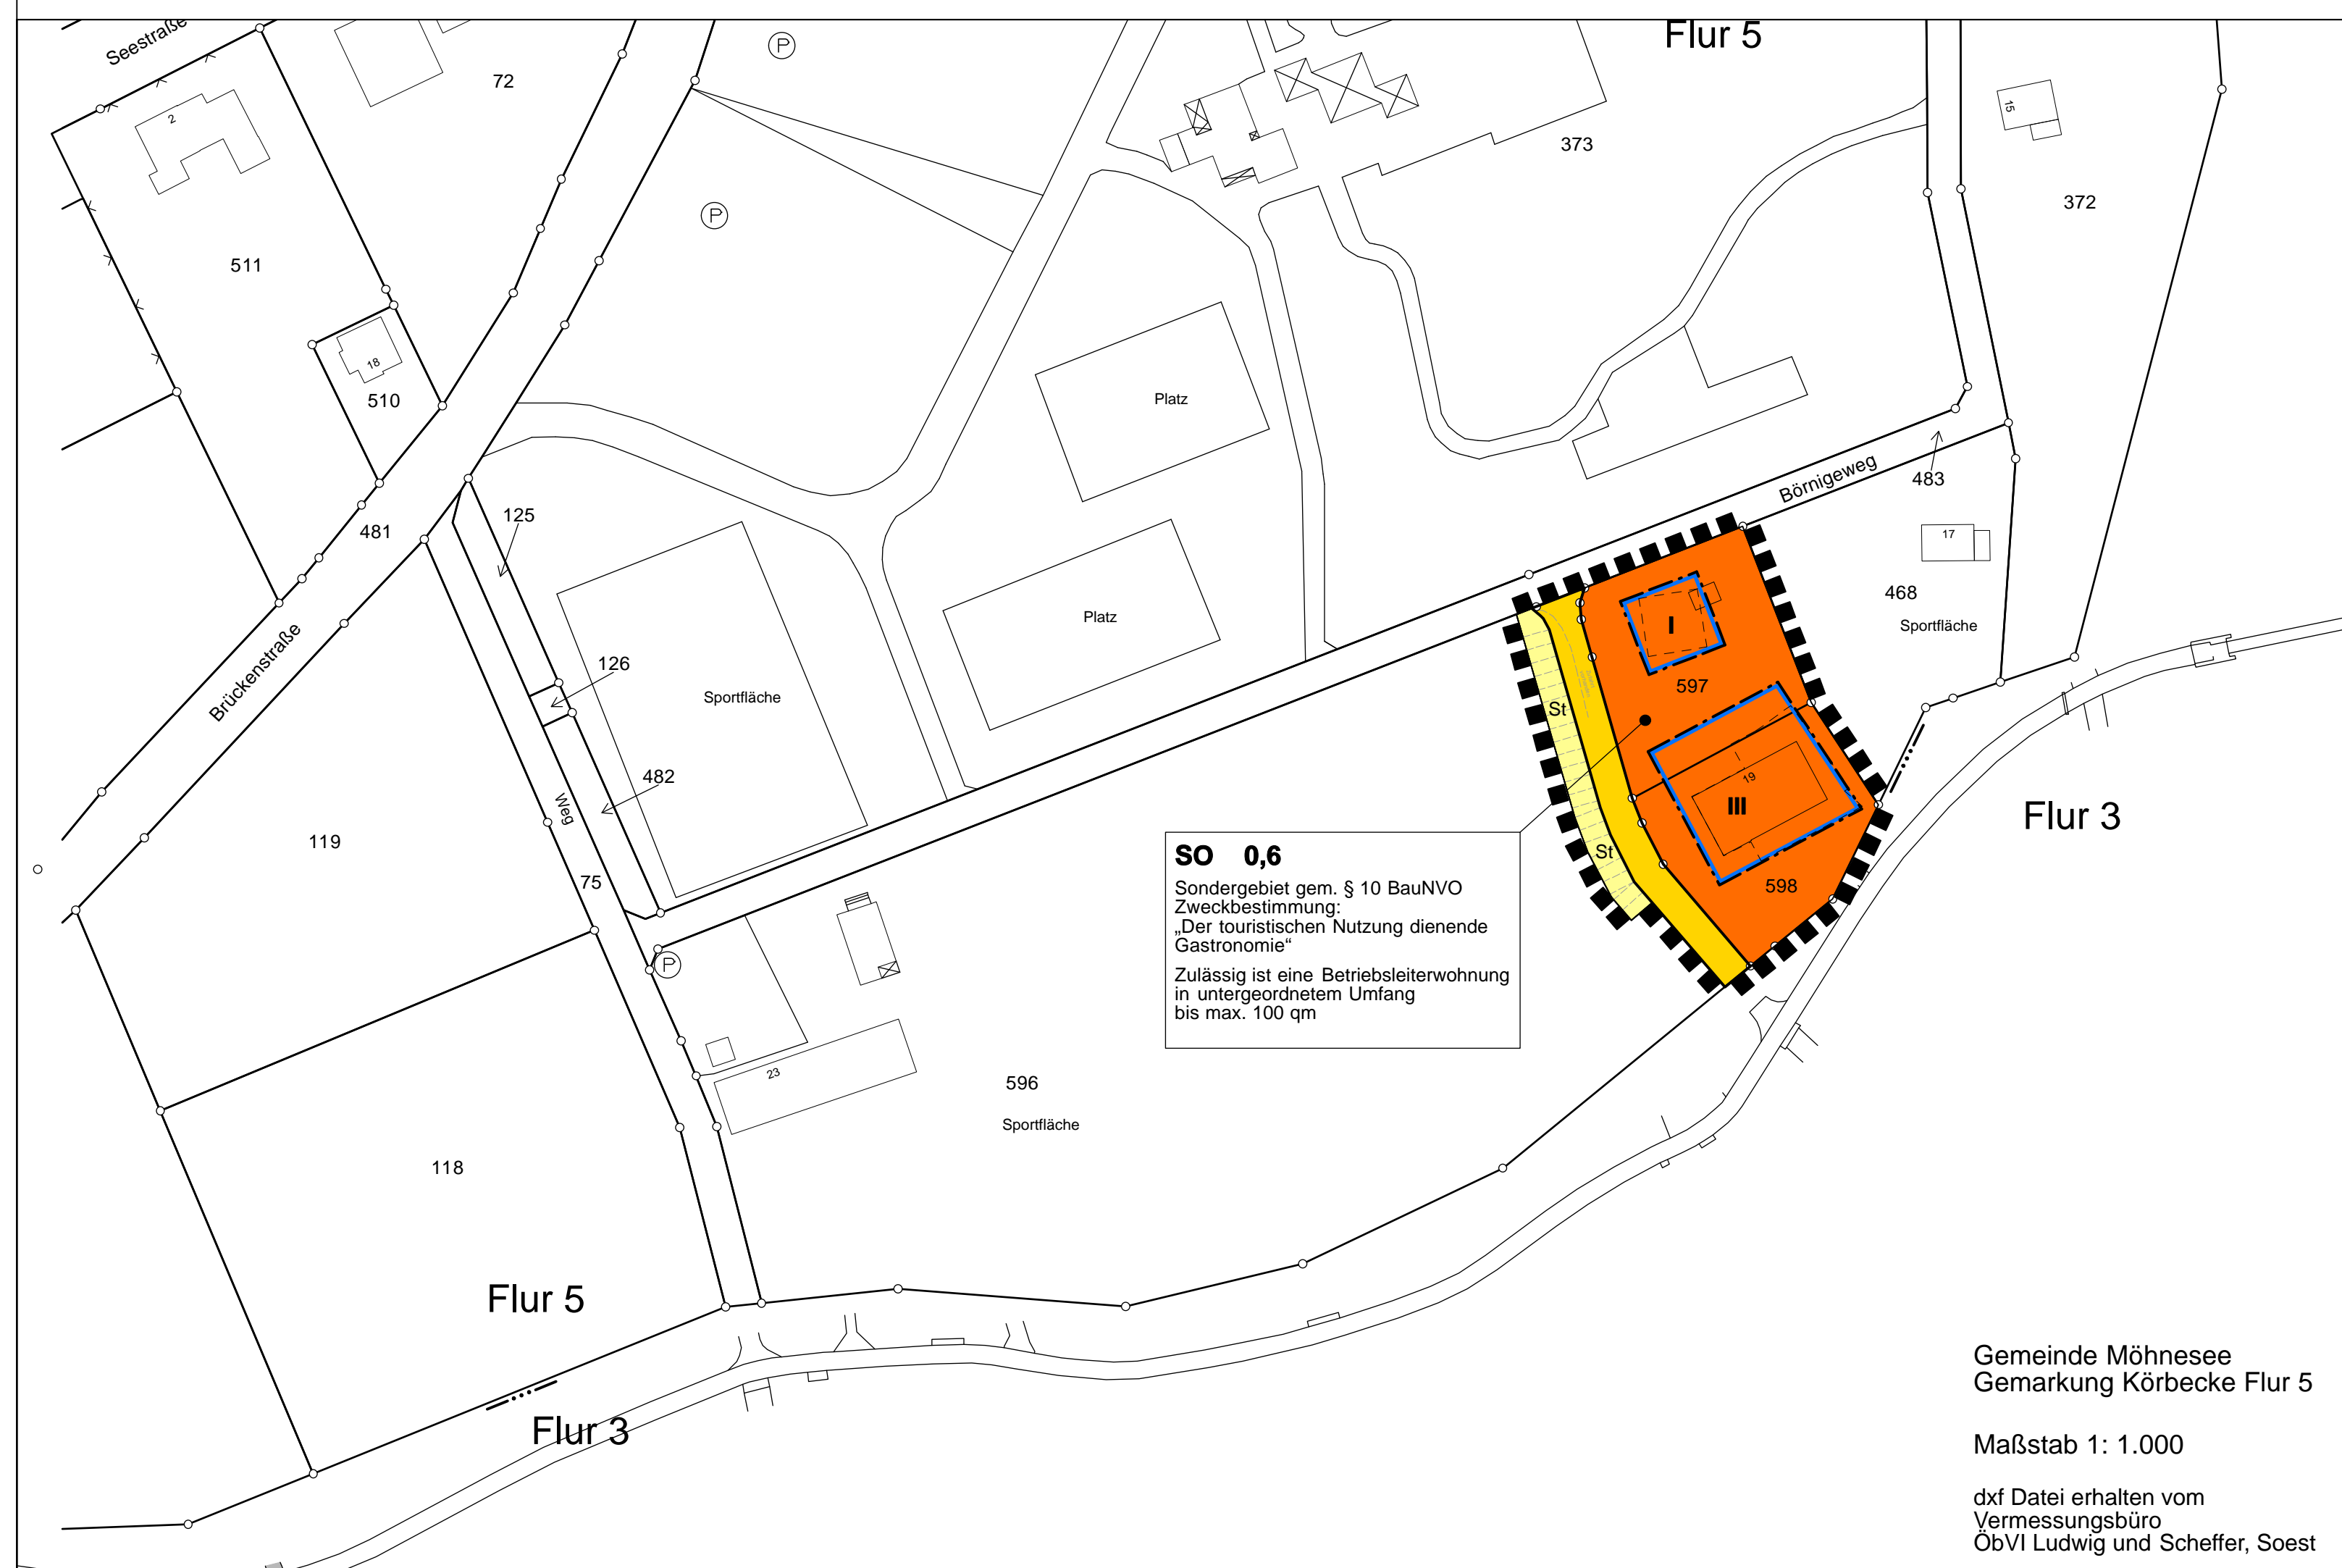 Seestraße
Flur 5
P
72
2
15
373
372
P
511
18
510
Platz
Börnigeweg
483
125
481
17
Platz
468
Sportfläche
I
126
Brückenstraße
Sportfläche
597
St
482
Weg
19
III
Flur 3
119
St
75
598
SO 0,6
Sondergebiet gem. § 10 BauNVO
Zweckbestimmung:
„Der touristischen Nutzung dienende
Gastronomie“
Zulässig ist eine Betriebsleiterwohnung
in untergeordnetem Umfang
bis max. 100 qm
P
23
596
Sportfläche
118
Flur 5
Flur 3
Gemeinde Möhnesee
Gemarkung Körbecke Flur 5
Maßstab 1: 1.000
dxf Datei erhalten vom
Vermessungsbüro
ÖbVI Ludwig und Scheffer, Soest